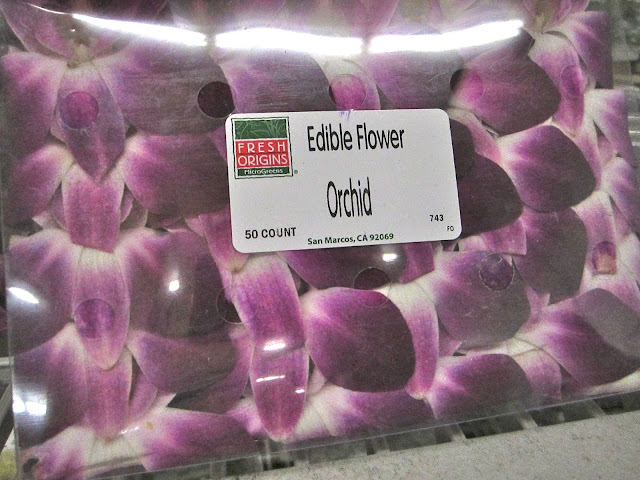 FRESH
ORIGINS
MicroGreens
®
Edible Flower
Orchid
50 COUNT
743
San Marcos, CA 92069
FO